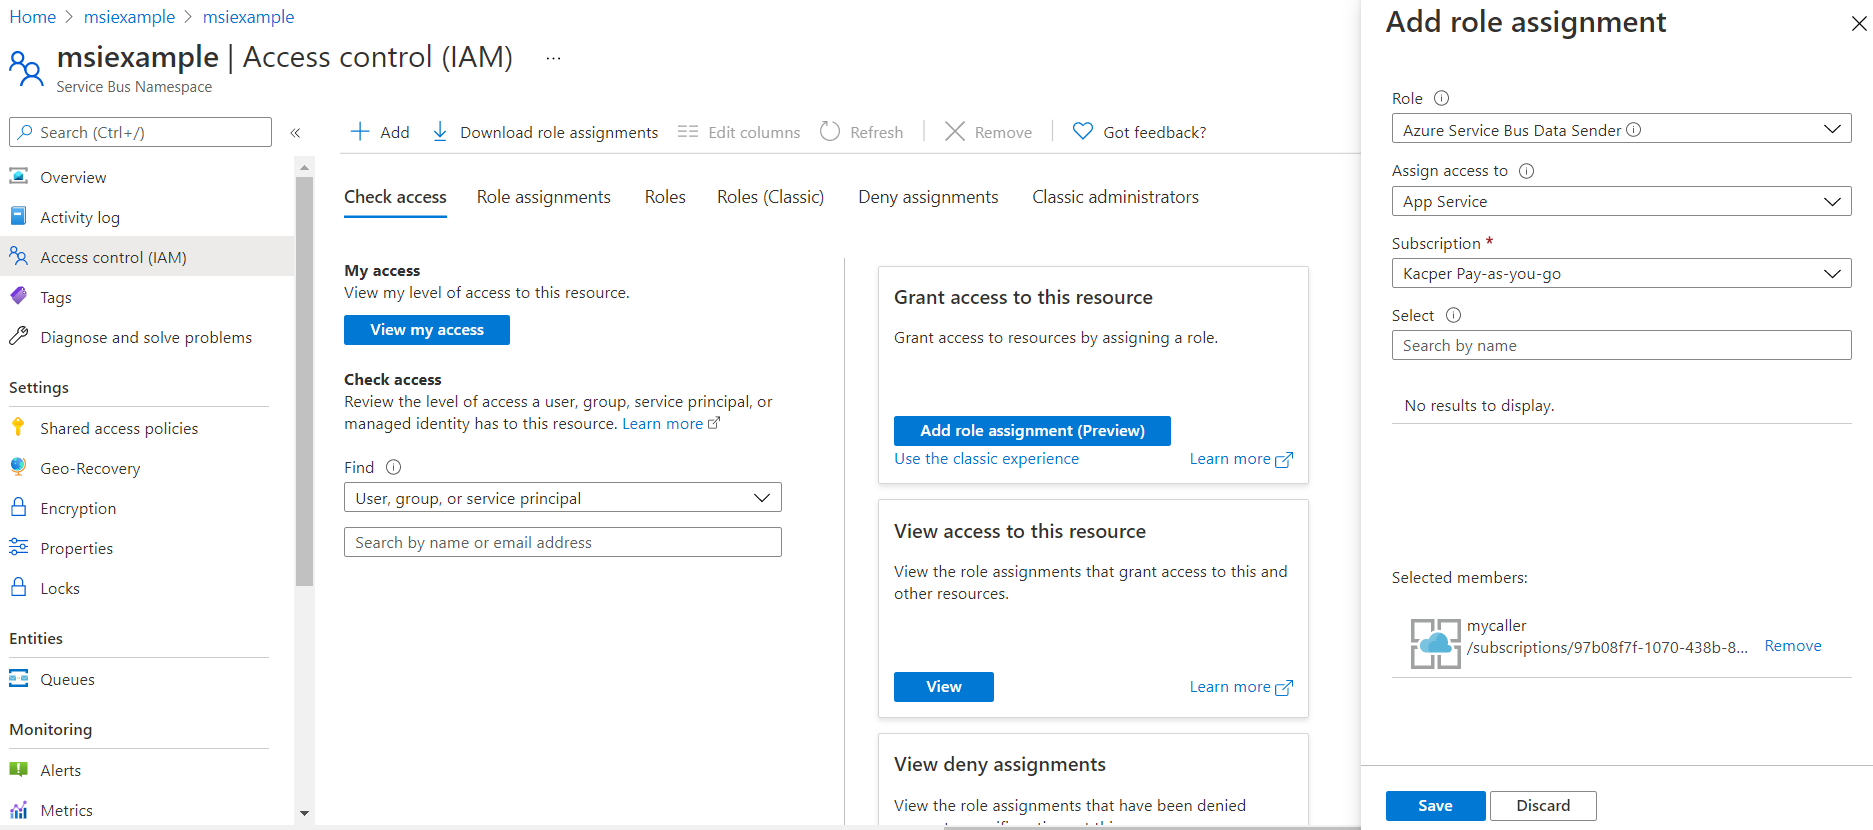 Home > msiexample > msiexample
msiexample | Access control (IAM) ...
Service Bus Namespace
Search (Ctrl+/)
«
Overview
Activity log
Access control (IAM)
Tags
Diagnose and solve problems
Settings
Shared access policies
Geo-Recovery
Encryption
Properties
Locks
Entities
Queues
Monitoring
Alerts
Metrics
Add Download role assignments Edit columns Refresh Remove Got feedback?
Check access Role assignments Roles Roles (Classic) Deny assignments Classic administrators
My access
View my level of access to this resource.
View my access
Check access
Review the level of access a user, group, service principal, or
managed identity has to this resource. Learn more
Find
User, group, or service principal
Search by name or email address
Grant access to this resource
Grant access to resources by assigning a role.
Add role assignment (Preview)
Use the classic experience Learn more
View access to this resource
View the role assignments that grant access to this and
other resources.
View Learn more
View deny assignments
View the role assignments that have been denied
Add role assignment
Role
Azure Service Bus Data Sender
Assign access to
App Service
Subscription *
Kacper Pay-as-you-go
Select
Search by name
No results to display.
Selected members:
mycaller
/subscriptions/97b08f7f-1070-438b-8... Remove
Save Discard